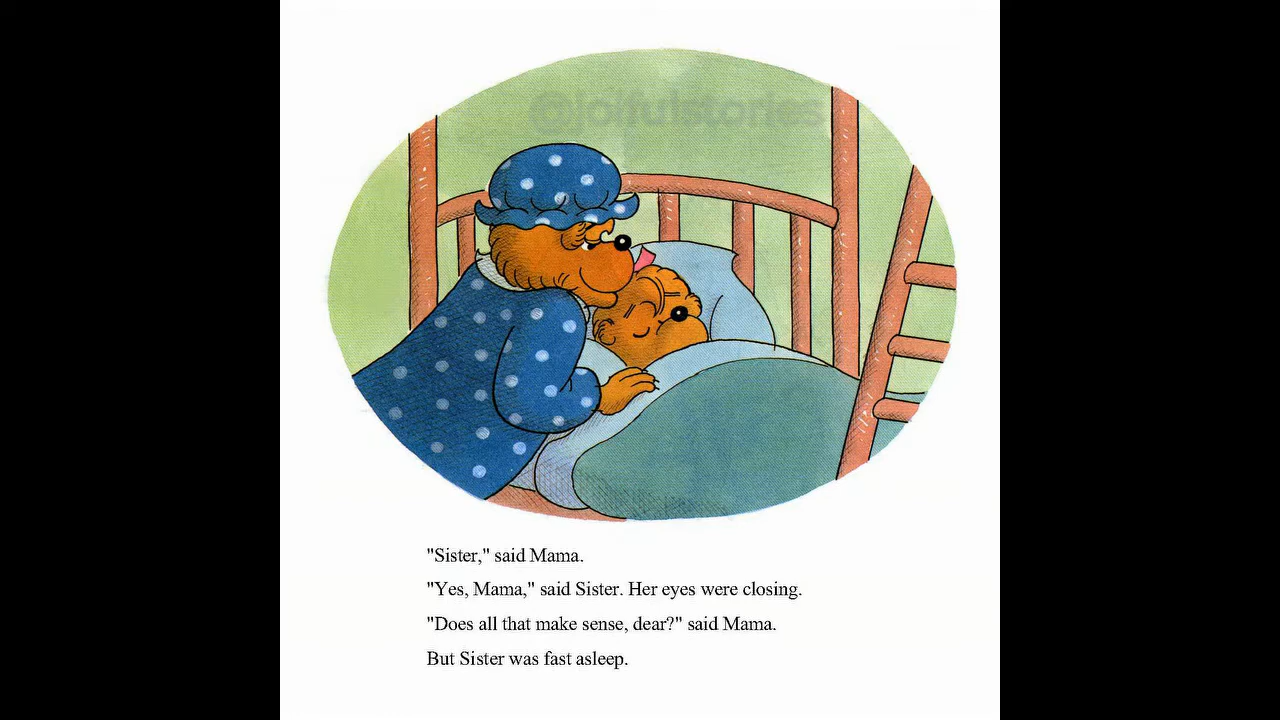 @joifulstories
"Sister," said Mama.
"Yes, Mama," said Sister. Her eyes were closing.
"Does all that make sense, dear?" said Mama.
But Sister was fast asleep.